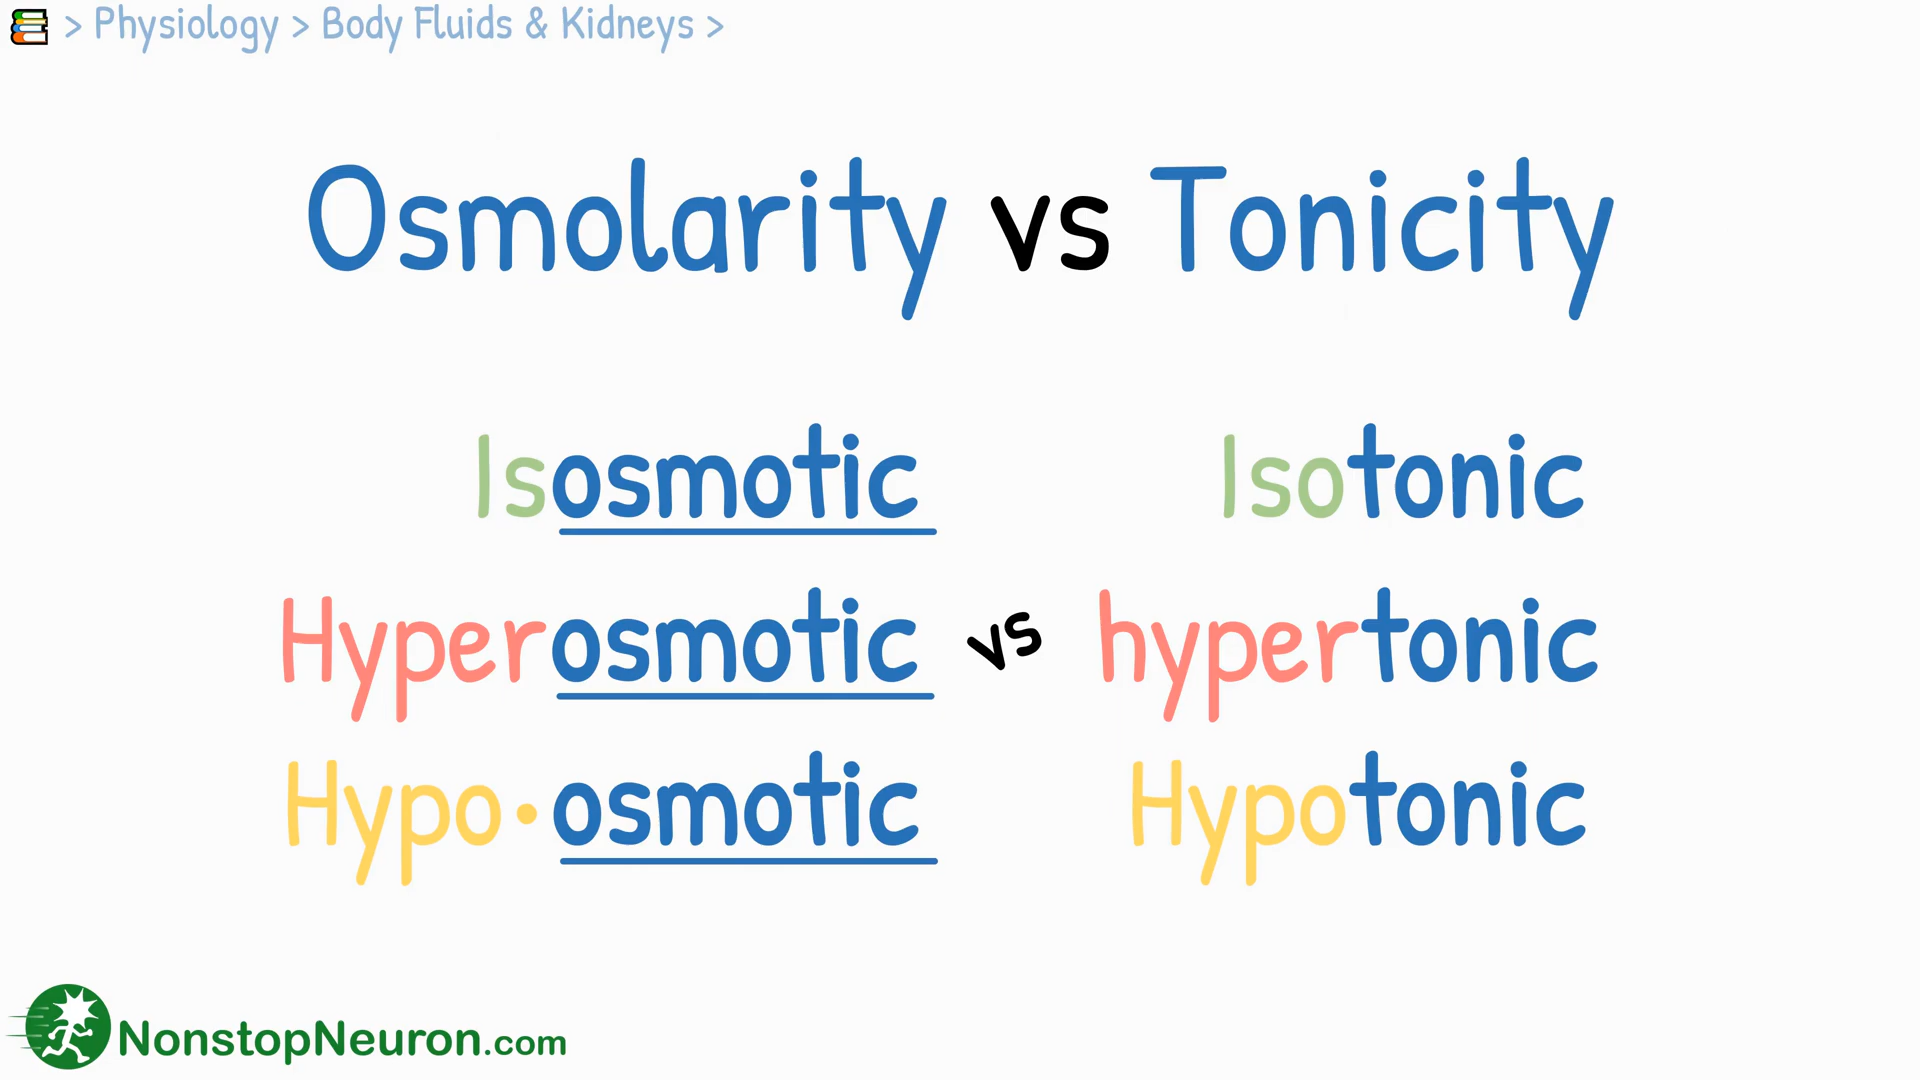 > Physiology > Body Fluids & Kidneys >
Osmolarity vs Tonicity
Isosmotic Isotonic
Hyperosmotic vs hypertonic
Hypo·osmotic Hypotonic
NonstopNeuron.com